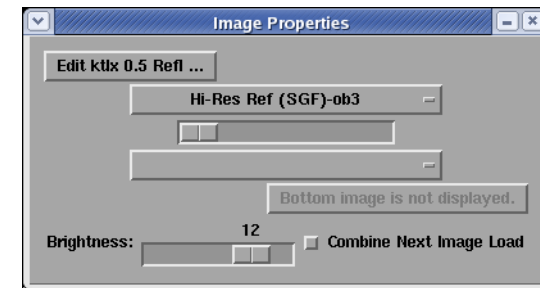 Image Properties
Edit ktlx 0.5 Refl ...
Hi-Res Ref (SGF)-ob3
Bottom image is not displayed.
12
Brightness:
Combine Next Image Load